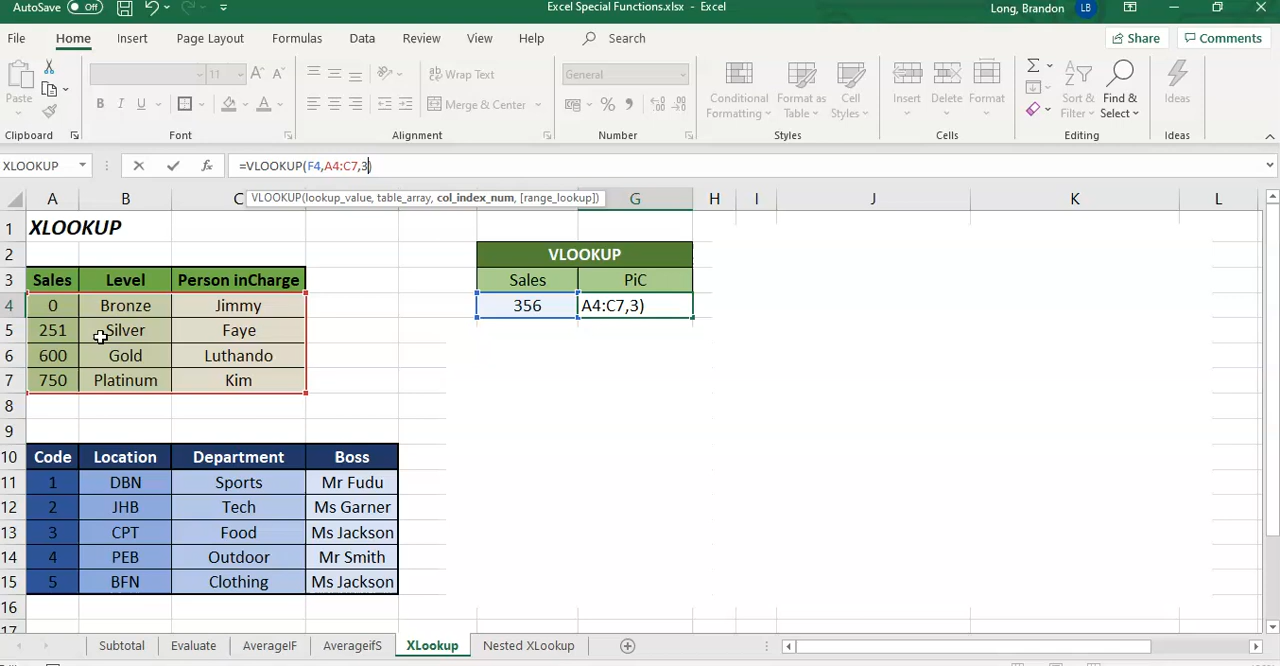 AutoSave Off Excel Special Functions.xlsx - Excel Long, Brandon LB
File Home Insert Draw Page Layout Formulas Data Review View Help Search Share Comments
Paste 11 Wrap Text General Conditional Format as Cell Insert Delete Format Sort & Find & Ideas
B I U Merge & Center % Formatting Table Styles Filter Select
Clipboard Font Alignment Number Styles Cells Editing Ideas
XLOOKUP fx =VLOOKUP(F4,A4:C7,3)
VLOOKUP(lookup_value, table_array, col_index_num, [range_lookup])
A B C G H I J K L
1 XLOOKUP
2 VLOOKUP
3 Sales Level Person inCharge Sales PiC
4 0 Bronze Jimmy 356 A4:C7,3)
5 251 Silver Faye
6 600 Gold Luthando
7 750 Platinum Kim
8
9
10 Code Location Department Boss
11 1 DBN Sports Mr Fudu
12 2 JHB Tech Ms Garner
13 3 CPT Food Ms Jackson
14 4 PEB Outdoor Mr Smith
15 5 BFN Clothing Ms Jackson
16
17
Subtotal Evaluate AverageIF AverageifS XLookup Nested XLookup